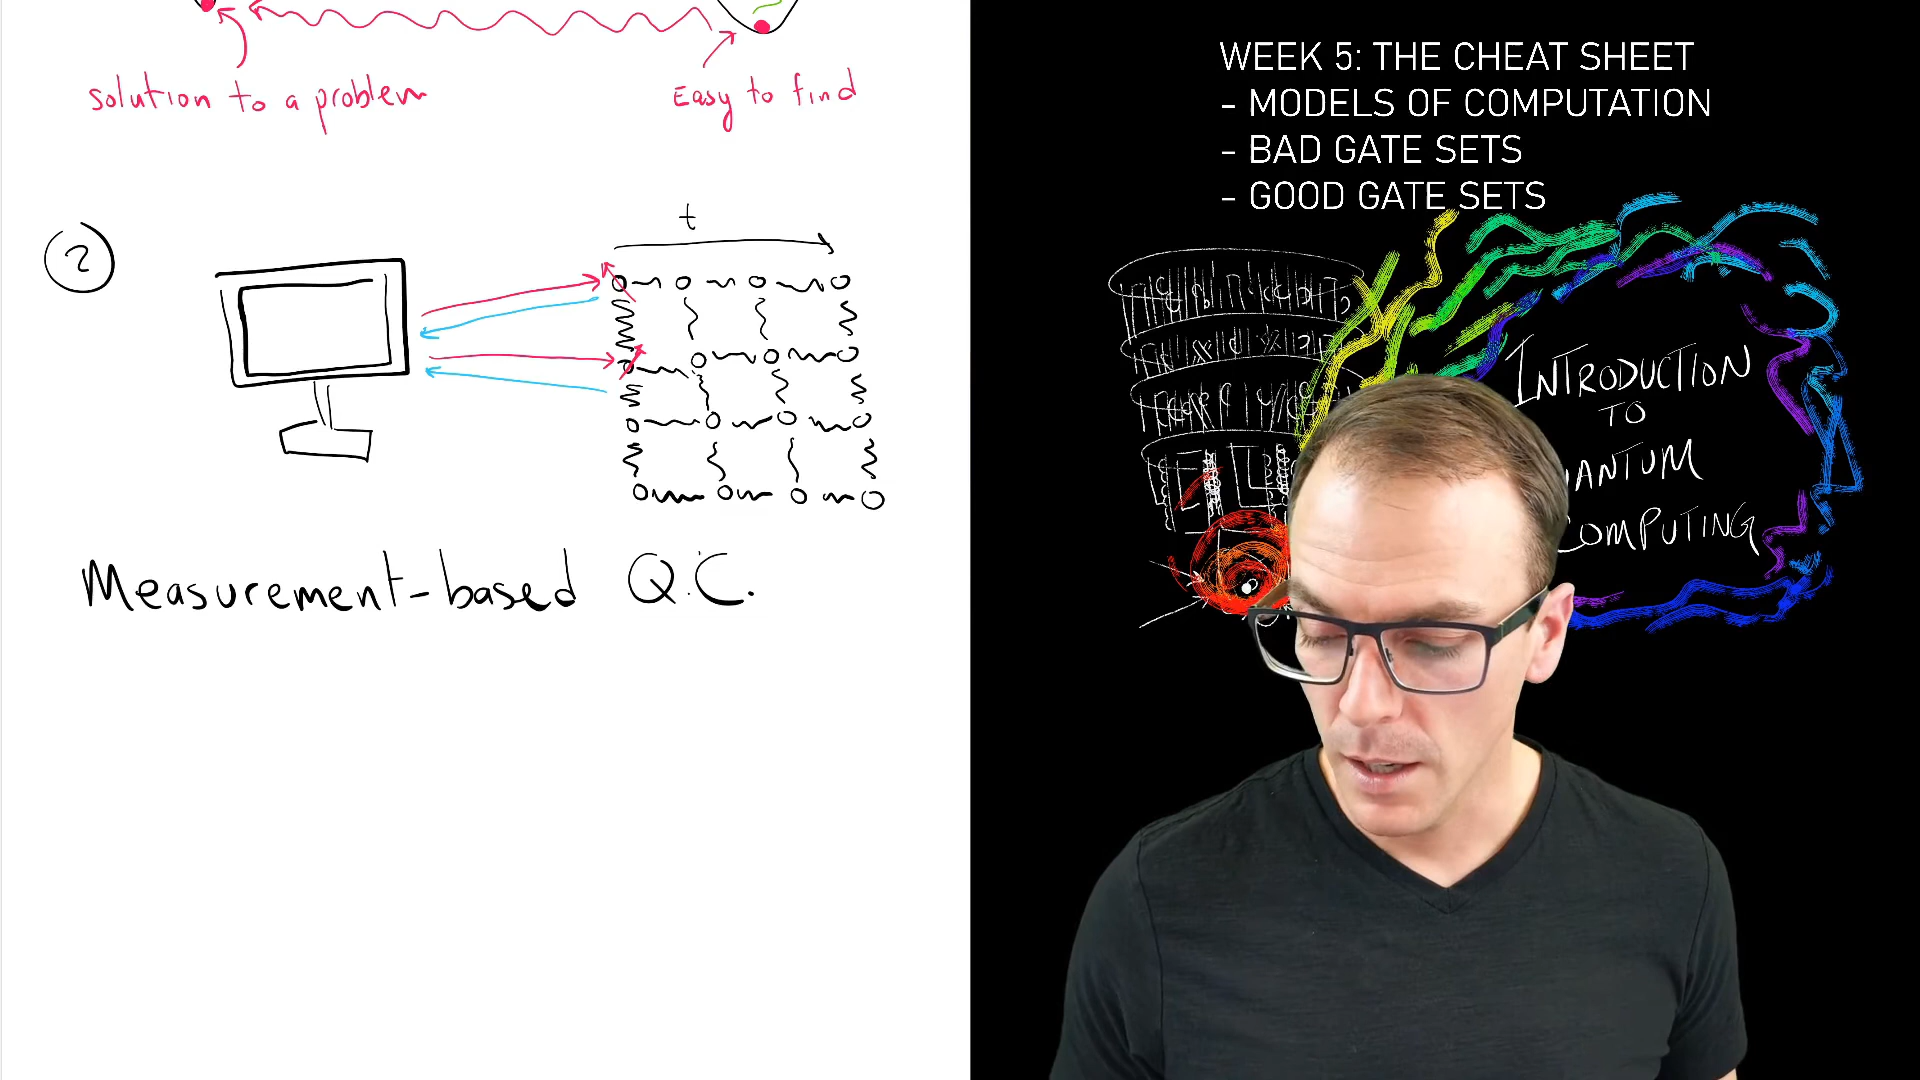 solution to a problem
Easy to find
2
t
Measurement-based Q.C.
WEEK 5: THE CHEAT SHEET
- MODELS OF COMPUTATION
- BAD GATE SETS
- GOOD GATE SETS
INTRODUCTION
TO
UANTUM
COMPUTING